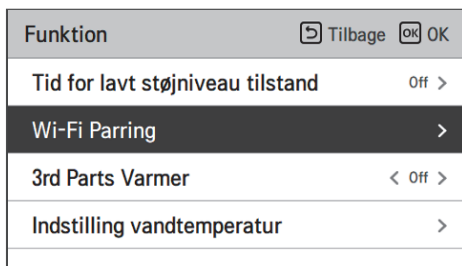 Funktion Tilbage OK OK
Tid for lavt støjniveau tilstand Off >
Wi-Fi Parring >
3rd Parts Varmer < Off >
Indstilling vandtemperatur >